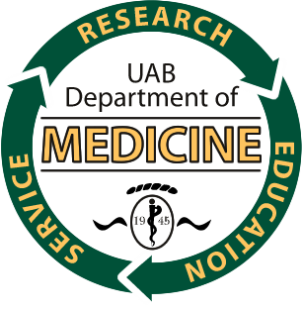 RESEARCH
UAB
Department of
MEDICINE
EDUCATION
SERVICE
19 45